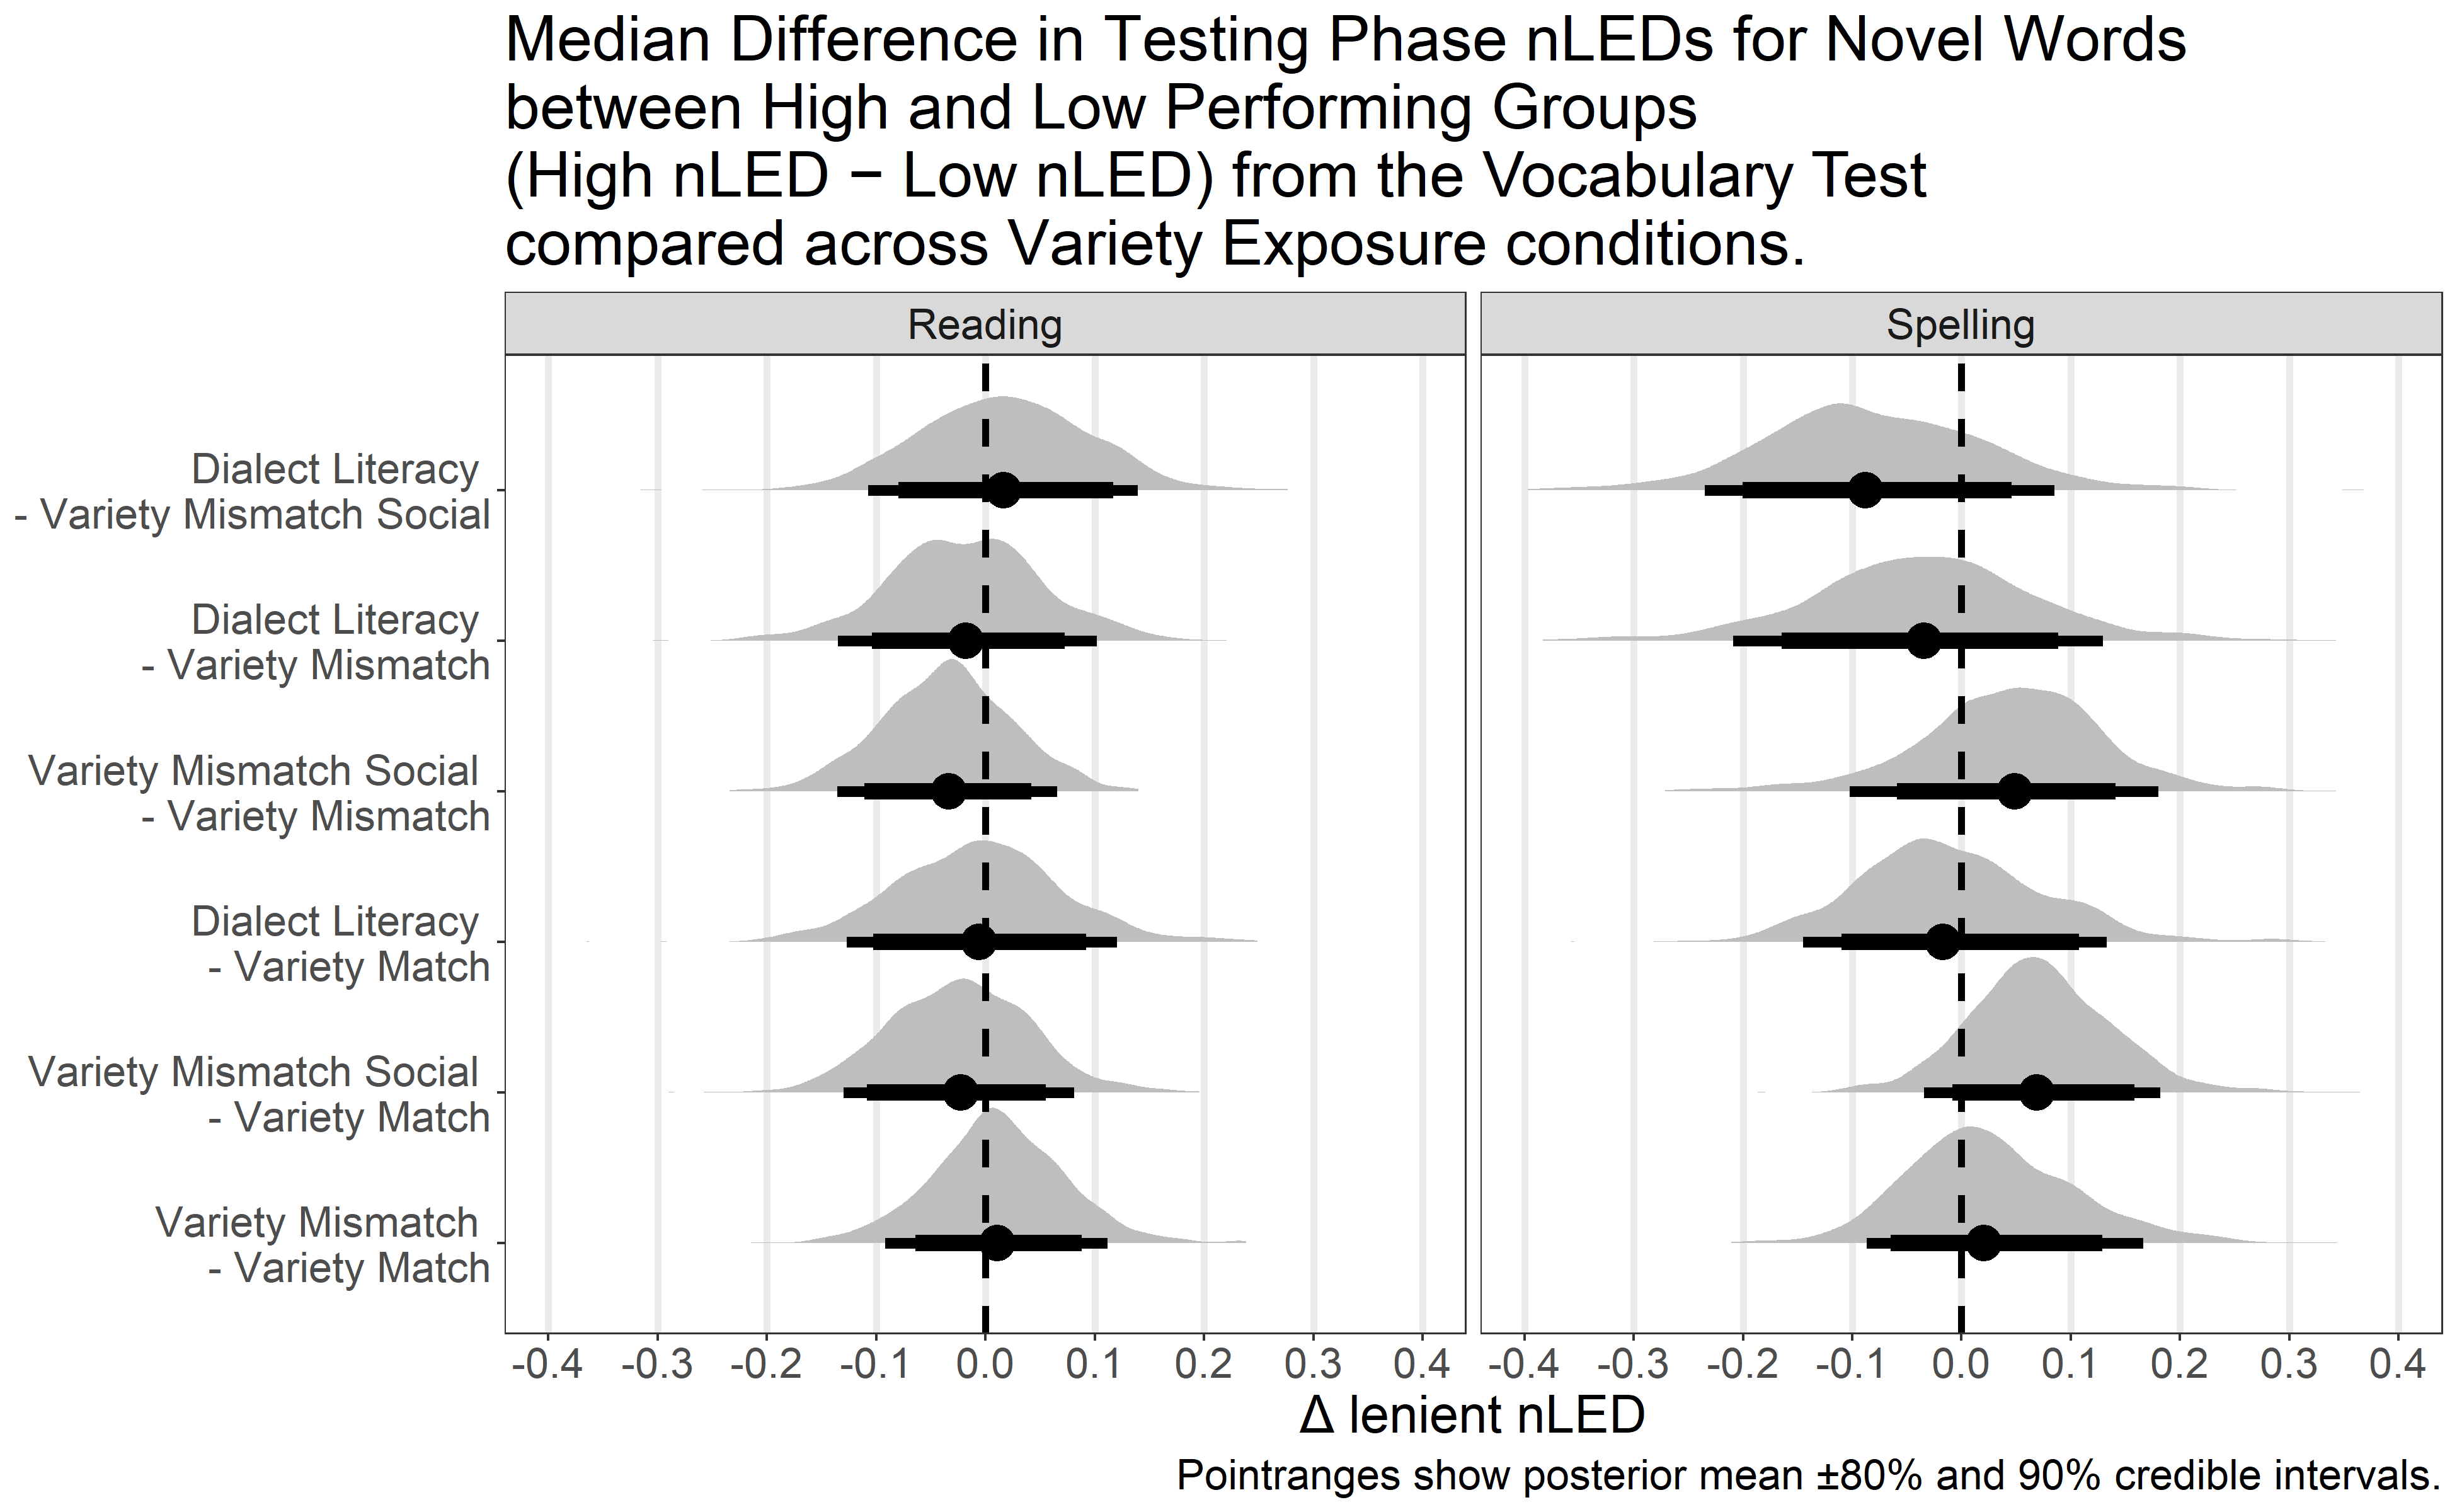 Median Difference in Testing Phase nLEDs for Novel Words
between High and Low Performing Groups
(High nLED − Low nLED) from the Vocabulary Test
compared across Variety Exposure conditions.
Reading
Spelling
Dialect Literacy
- Variety Mismatch Social
Dialect Literacy
- Variety Mismatch
Variety Mismatch Social
- Variety Mismatch
Dialect Literacy
- Variety Match
Variety Mismatch Social
- Variety Match
Variety Mismatch
- Variety Match
-0.4 -0.3 -0.2 -0.1 0.0 0.1 0.2 0.3 0.4
-0.4 -0.3 -0.2 -0.1 0.0 0.1 0.2 0.3 0.4
Δ lenient nLED
Pointranges show posterior mean ±80% and 90% credible intervals.